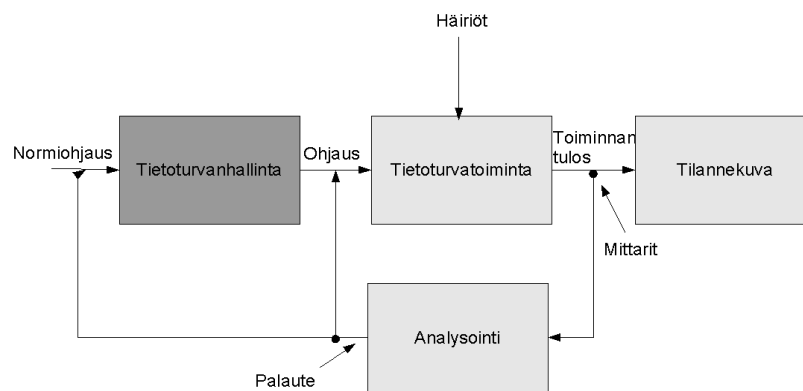 Häiriöt
Normiohjaus
Tietoturvanhallinta
Ohjaus
Tietoturvatoiminta
Toiminnan
tulos
Tilannekuva
Mittarit
Analysointi
Palaute